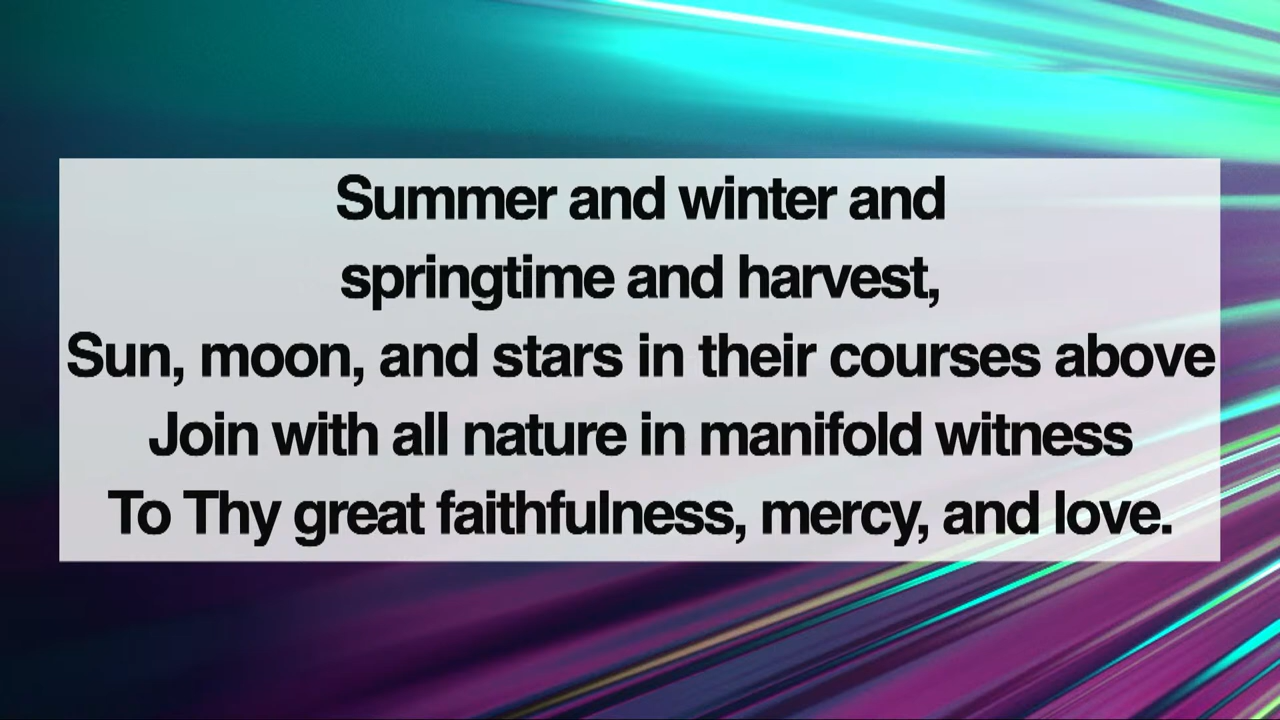 Summer and winter and
springtime and harvest,
Sun, moon, and stars in their courses above
Join with all nature in manifold witness
To Thy great faithfulness, mercy, and love.